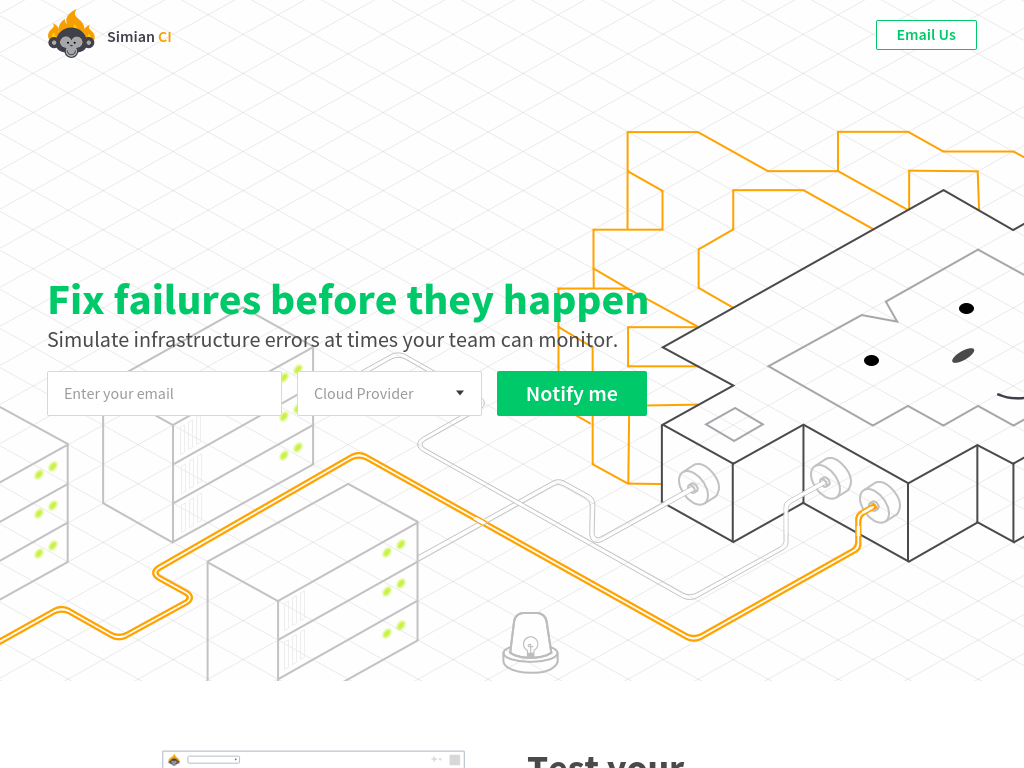 Simian CI
Email Us
Fix failures before they happen
Simulate infrastructure errors at times your team can monitor.
Enter your email
Cloud Provider
Notify me
Test your